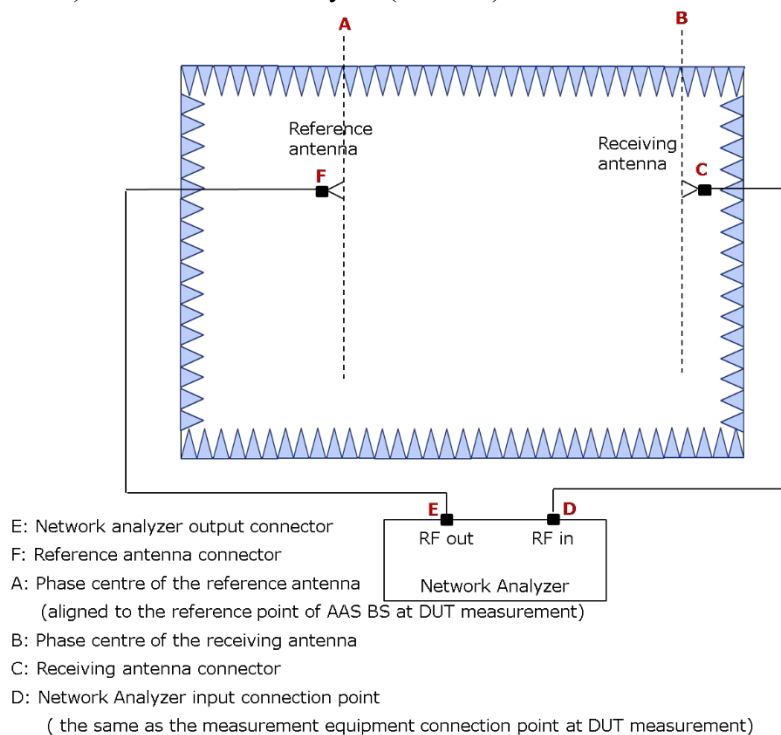 A
B
Reference
antenna
Receiving
antenna
F
C
E
D
RF out
RF in
Network Analyzer
E: Network analyzer output connector
F: Reference antenna connector
A: Phase centre of the reference antenna
(aligned to the reference point of AAS BS at DUT measurement)
B: Phase centre of the receiving antenna
C: Receiving antenna connector
D: Network Analyzer input connection point
( the same as the measurement equipment connection point at DUT measurement)